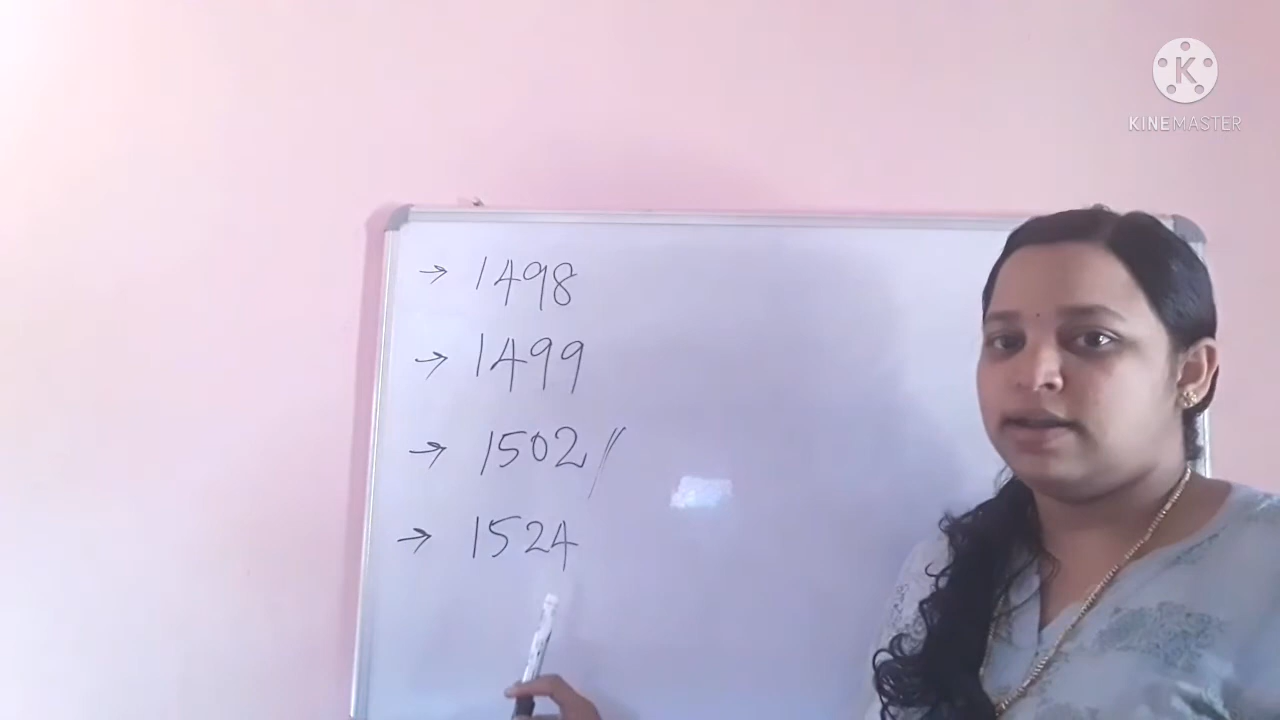 K
KINEMASTER
→ 1498
→ 1499
→ 1502 //
→ 1524